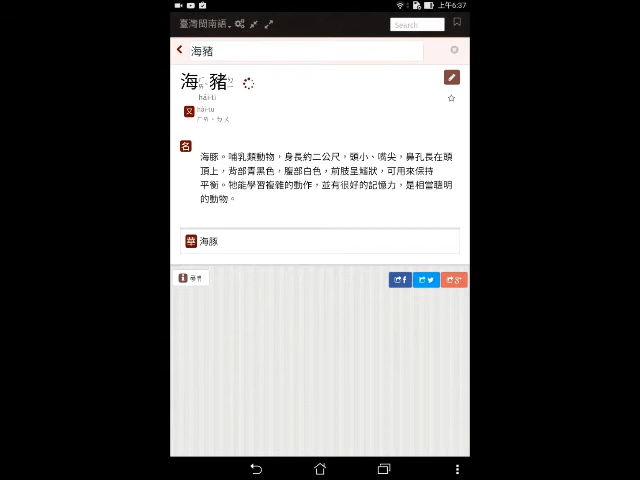 上午6:37
臺灣閩南語
Search
海豬
海豬
hái-ti
又 hái-tu
名
海豚。哺乳類動物，身長約二公尺，頭小、嘴尖，鼻孔長在頭
頂上，背部青黑色，腹部白色，前肢呈鰭狀，可用來保持
平衡。牠能學習複雜的動作，並有很好的記憶力，是相當聰明
的動物。
華 海豚